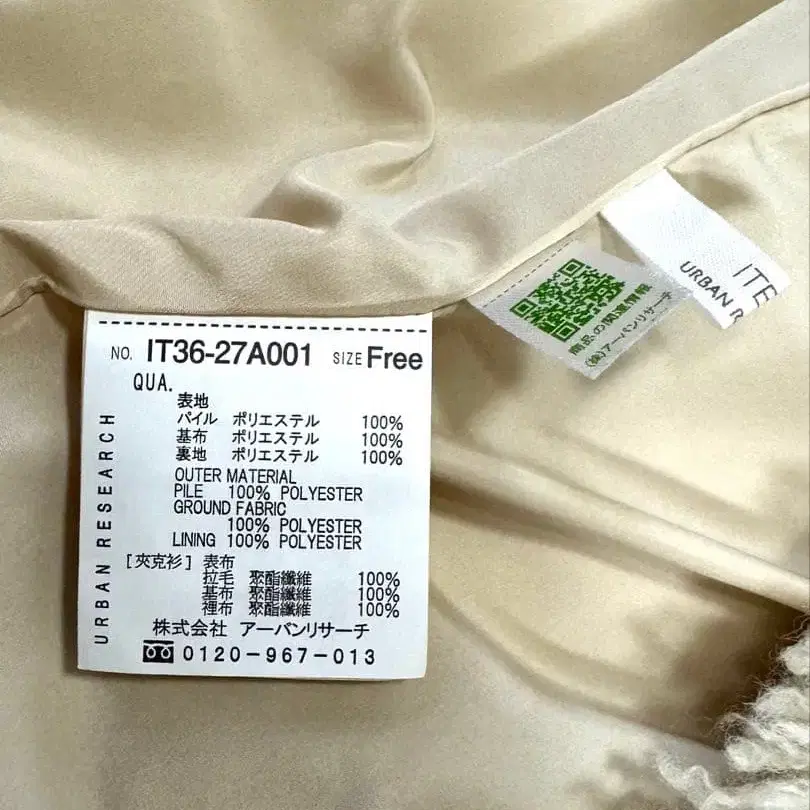 NO. IT36-27A001 SIZE Free
QUA.
表地
パイル ポリエステル 100%
基布 ポリエステル 100%
裏地 ポリエステル 100%
OUTER MATERIAL
PILE 100% POLYESTER
GROUND FABRIC
100% POLYESTER
LINING 100% POLYESTER
[夾克衫] 表布
拉毛 聚酯纖維 100%
基布 聚酯纖維 100%
裡布 聚酯纖維 100%
株式会社 アーバンリサーチ
0120-967-013
URBAN RESEARCH
商品の関連情報
(株)アーバンリサーチ
ITE
URBAN R